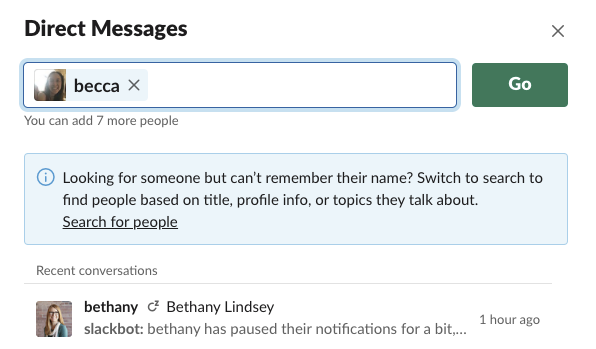 Direct Messages
becca
Go
You can add 7 more people
Looking for someone but can’t remember their name? Switch to search to
find people based on title, profile info, or topics they talk about.
Search for people
Recent conversations
bethany z Bethany Lindsey
slackbot: bethany has paused their notifications for a bit,...
1 hour ago